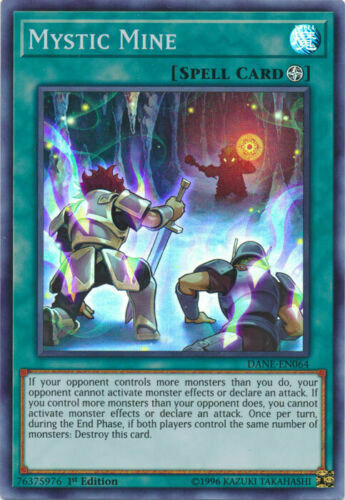 MYSTIC MINE
[SPELL CARD]
DANE-EN064
If your opponent controls more monsters than you do, your
opponent cannot activate monster effects or declare an attack. If
you control more monsters than your opponent does, you cannot
activate monster effects or declare an attack. Once per turn,
during the End Phase, if both players control the same number of
monsters: Destroy this card.
76375976 1st Edition ©1996 KAZUKI TAKAHASHI